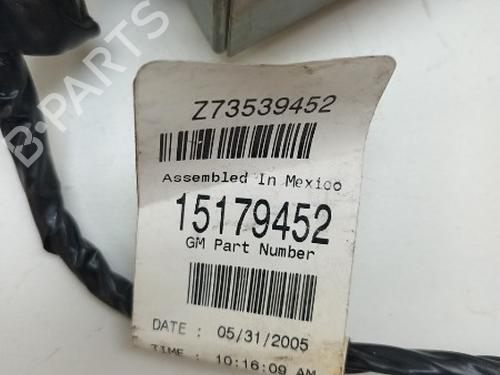 B-PARTS
Z73539452
Assembled In Mexico
15179452
GM Part Number
DATE : 05/31/2005
TIME : 10:16:09 AM